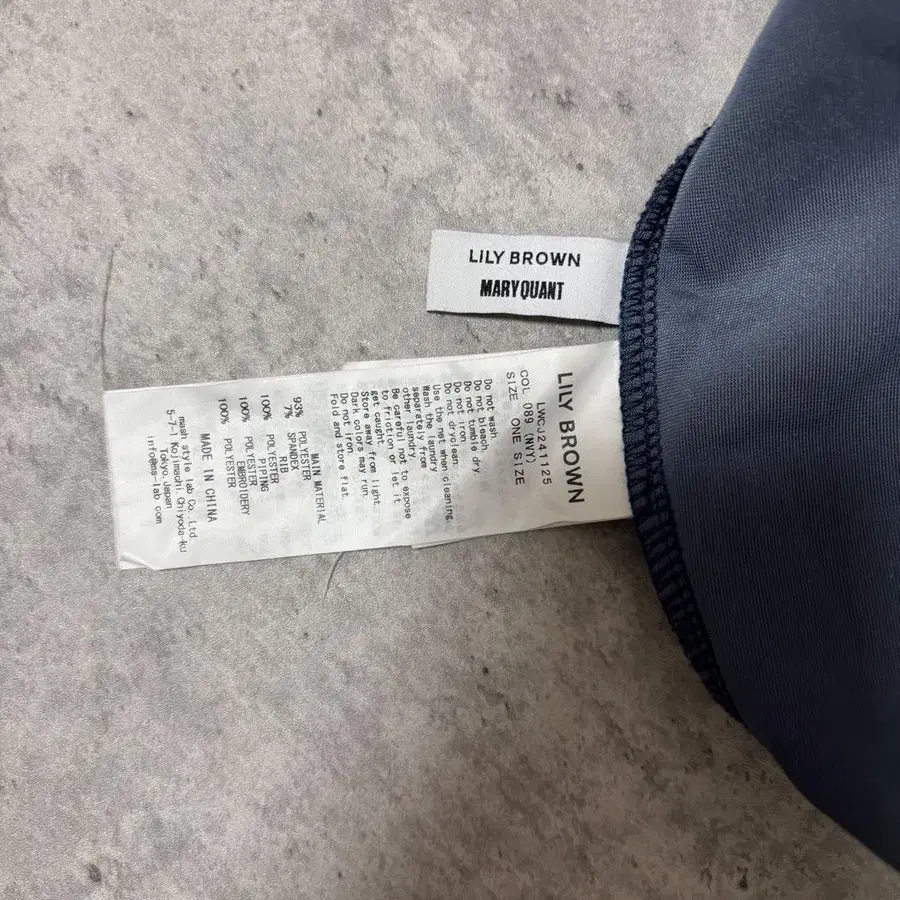 LILY BROWN
MARY QUANT
LILY BROWN
LWCJ241125
COL 089 (NVY)
SIZE ONE SIZE
Do not wash.
Do not bleach.
Do not tumble dry.
Do not iron.
Do not dryclean.
Use the net when cleaning.
Wash the laundry
separately from
other laundry.
Be careful not to expose
to friction or let it
get caught.
Store away from light.
Dark colors may run.
Do not iron.
Fold and store flat.
MAIN MATERIAL
93% POLYESTER
7% SPANDEX
RIB
100% POLYESTER
PIPING
100% POLYESTER
EMBROIDERY
100% POLYESTER
MADE IN CHINA
mash style lab Co.,Ltd.
5-7-1 Kojimachi, Chiyoda-ku
Tokyo, Japan
info@ms-lab.com